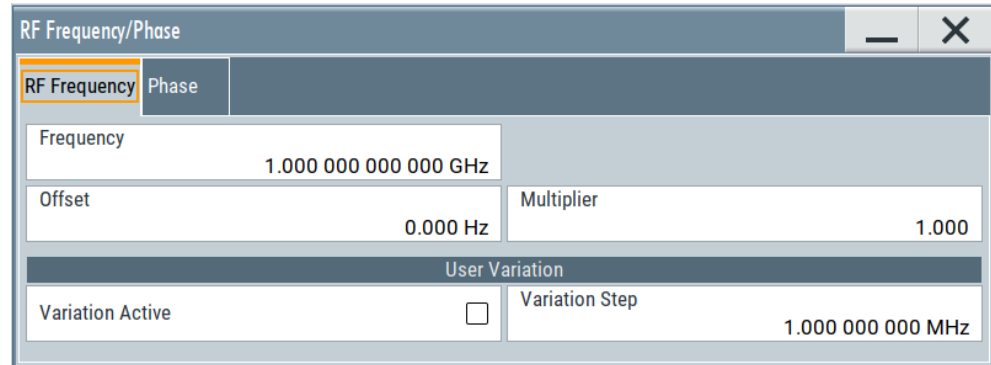 RF Frequency/Phase
RF Frequency Phase
Frequency
1.000 000 000 000 GHz
Offset
0.000 Hz
Multiplier
1.000
User Variation
Variation Active
Variation Step
1.000 000 000 MHz